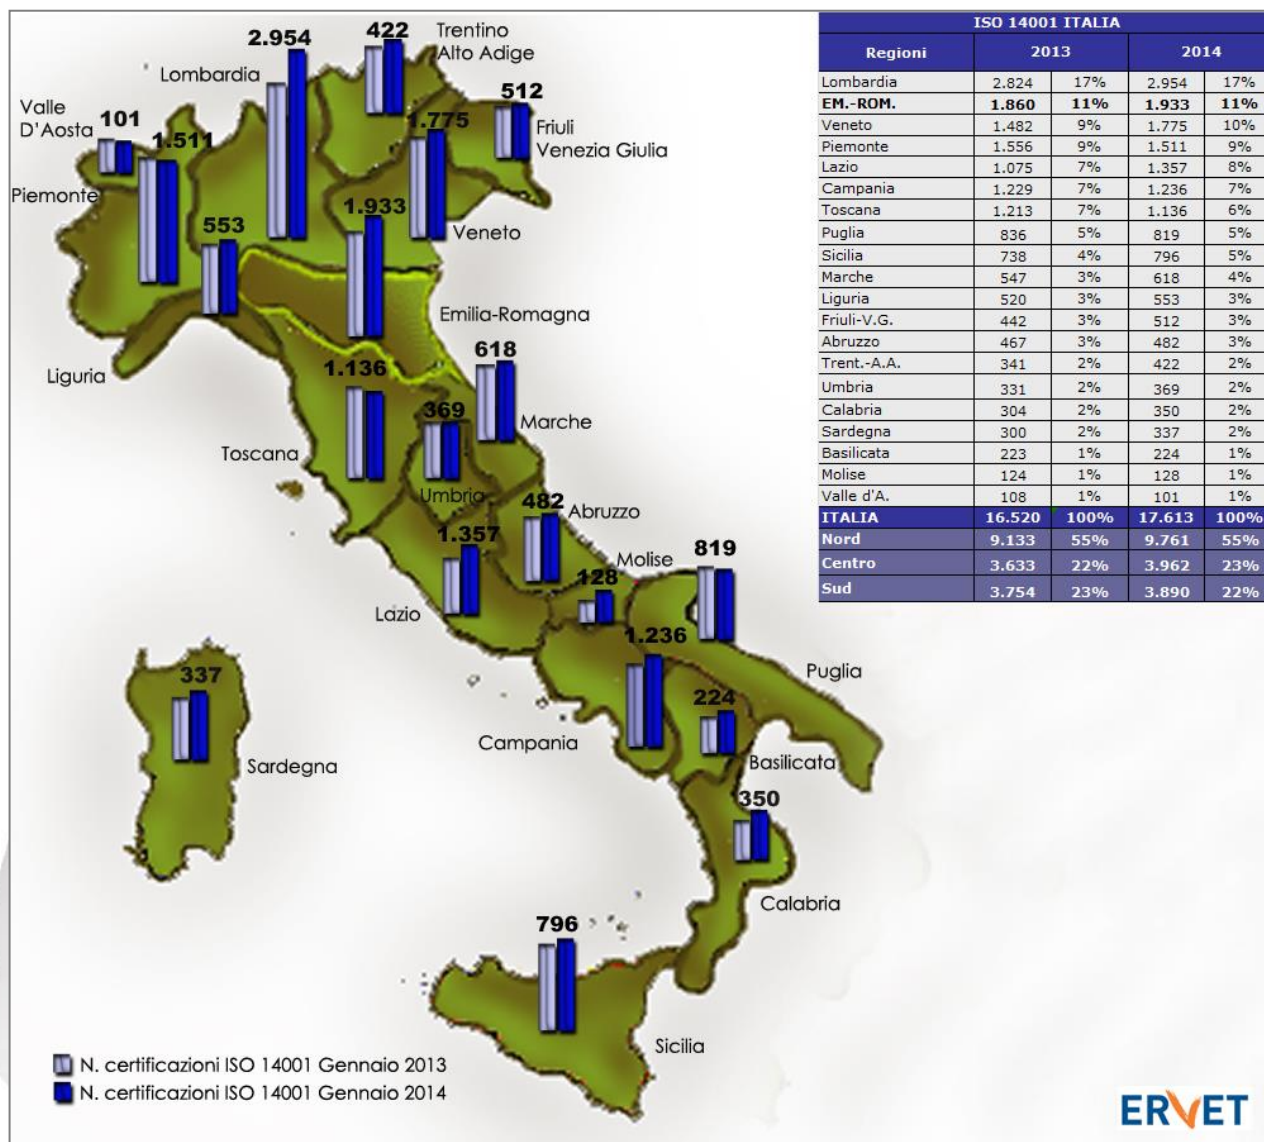 2.954
422
Trentino
Alto Adige
Lombardia
512
Friuli
Venezia Giulia
Valle
D'Aosta
101
1.511
1.775
Piemonte
553
1.933
Veneto
Emilia-Romagna
Liguria
1.136
618
369
Marche
Toscana
Umbria
482
Abruzzo
1.357
Molise
819
128
Lazio
1.236
Puglia
337
224
Campania
Sardegna
Basilicata
350
Calabria
796
Sicilia
N. certificazioni ISO 14001 Gennaio 2013
N. certificazioni ISO 14001 Gennaio 2014
ISO 14001 ITALIA
Regioni 2013 2014
Lombardia 2.824 17% 2.954 17%
EM.-ROM. 1.860 11% 1.933 11%
Veneto 1.482 9% 1.775 10%
Piemonte 1.556 9% 1.511 9%
Lazio 1.075 7% 1.357 8%
Campania 1.229 7% 1.236 7%
Toscana 1.213 7% 1.136 6%
Puglia 836 5% 819 5%
Sicilia 738 4% 796 5%
Marche 547 3% 618 4%
Liguria 520 3% 553 3%
Friuli-V.G. 442 3% 512 3%
Abruzzo 467 3% 482 3%
Trent.-A.A. 341 2% 422 2%
Umbria 331 2% 369 2%
Calabria 304 2% 350 2%
Sardegna 300 2% 337 2%
Basilicata 223 1% 224 1%
Molise 124 1% 128 1%
Valle d'A. 108 1% 101 1%
ITALIA 16.520 100% 17.613 100%
Nord 9.133 55% 9.761 55%
Centro 3.633 22% 3.962 23%
Sud 3.754 23% 3.890 22%
ERVET